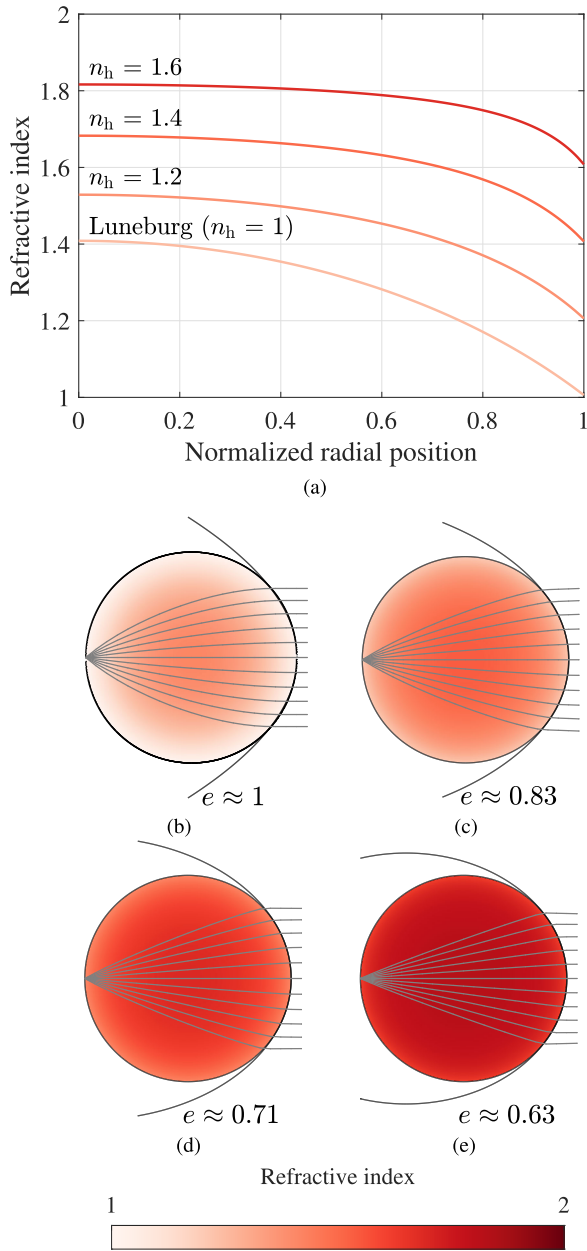 2
n_h = 1.6
1.8
n_h = 1.4
1.6
n_h = 1.2
Luneburg (n_h = 1)
1.4
1.2
1
Refractive index
0 0.2 0.4 0.6 0.8 1
Normalized radial position
(a)
e ≈ 1
(b)
e ≈ 0.83
(c)
e ≈ 0.71
(d)
e ≈ 0.63
(e)
Refractive index
1 2